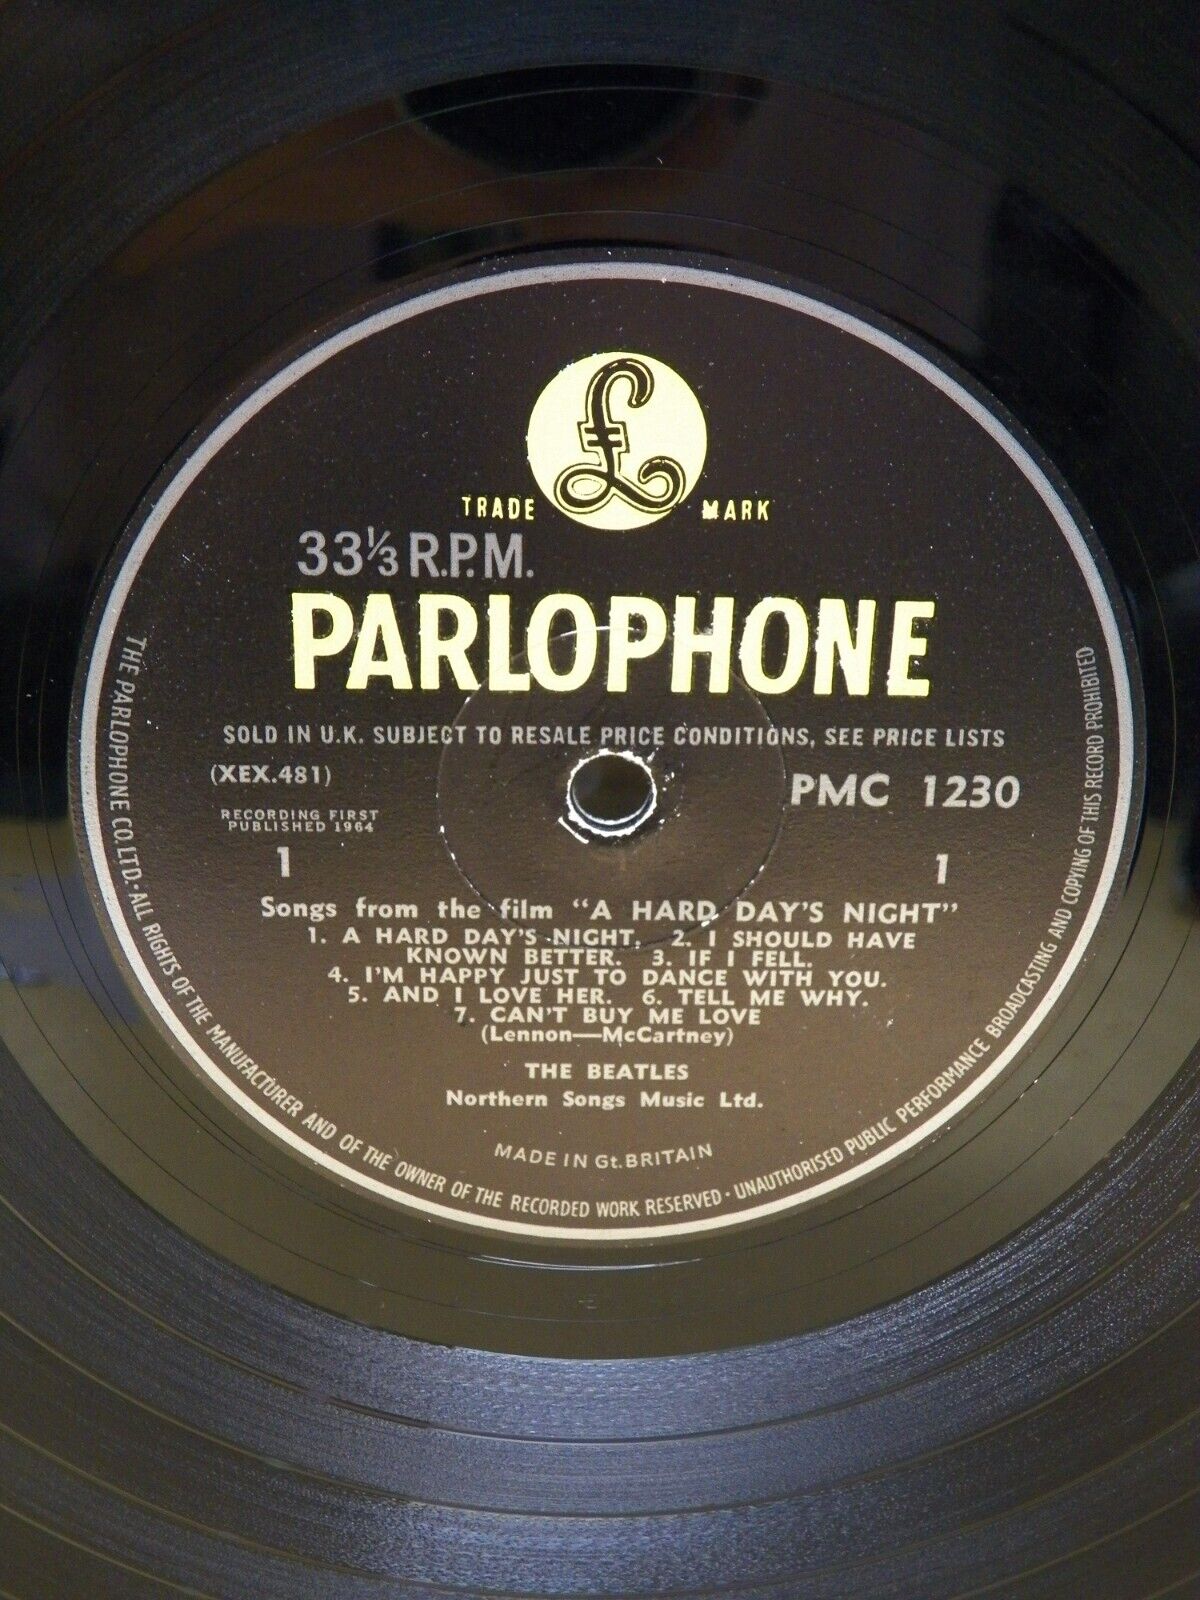 £
TRADE MARK
33⅓ R.P.M.
PARLOPHONE
SOLD IN U.K. SUBJECT TO RESALE PRICE CONDITIONS, SEE PRICE LISTS
(XEX.481)
PMC 1230
RECORDING FIRST
PUBLISHED 1964
1
1
Songs from the film "A HARD DAY'S NIGHT"
1. A HARD DAY'S NIGHT. 2. I SHOULD HAVE
KNOWN BETTER. 3. IF I FELL.
4. I'M HAPPY JUST TO DANCE WITH YOU.
5. AND I LOVE HER. 6. TELL ME WHY.
7. CAN'T BUY ME LOVE
(Lennon—McCartney)
THE BEATLES
Northern Songs Music Ltd.
MADE IN Gt. BRITAIN
THE PARLOPHONE CO. LTD. · ALL RIGHTS OF THE MANUFACTURER AND OF THE OWNER OF THE RECORDED WORK RESERVED · UNAUTHORISED PUBLIC PERFORMANCE BROADCASTING AND COPYING OF THIS RECORD PROHIBITED